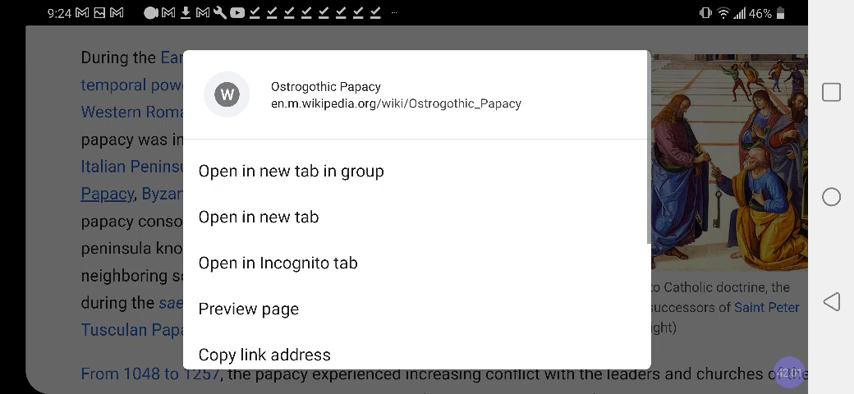 9:24
46%
During the Ear
temporal powe
Western Roma
papacy was in
Italian Peninsu
Papacy, Byzan
papacy conso
peninsula kno
neighboring s
during the sae
Tusculan Papa
W
Ostrogothic Papacy
en.m.wikipedia.org/wiki/Ostrogothic_Papacy
Open in new tab in group
Open in new tab
Open in Incognito tab
Preview page
Copy link address
to Catholic doctrine, the
successors of Saint Peter
ght)
From 1048 to 1257, the papacy experienced increasing conflict with the leaders and churches
42:01